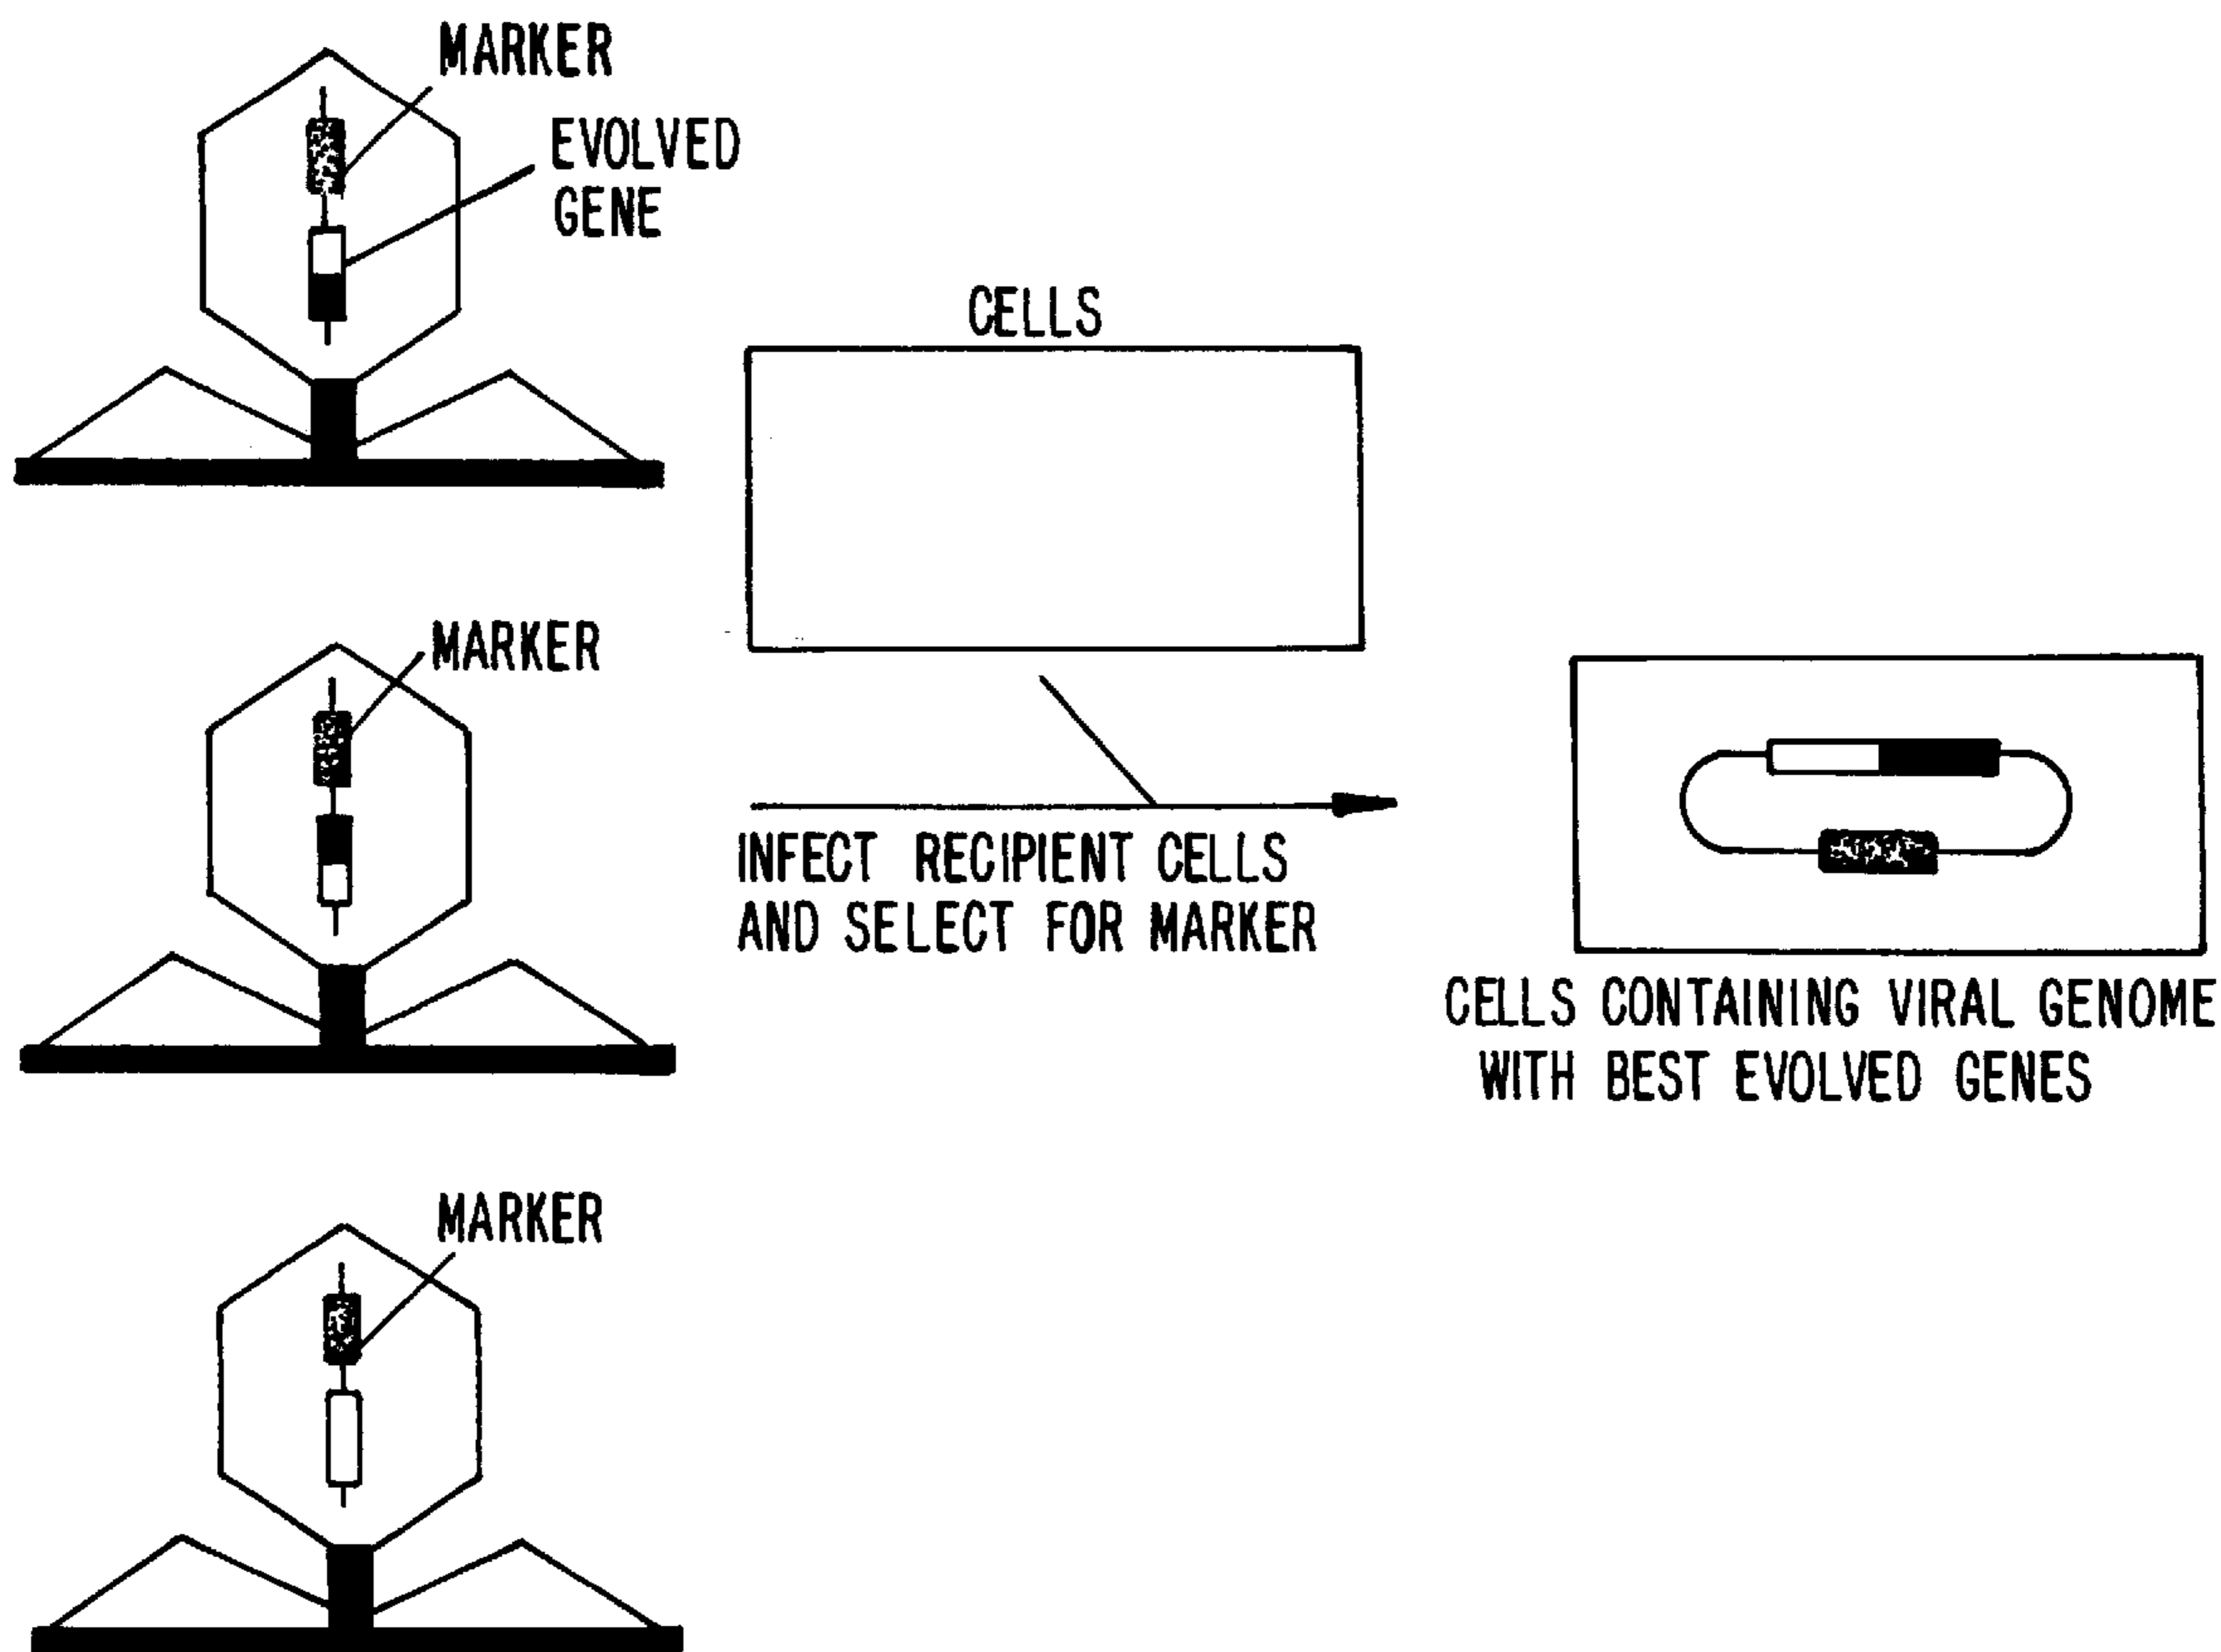 MARKER
EVOLVED
GENE
CELLS
MARKER
INFECT RECIPIENT CELLS
AND SELECT FOR MARKER
CELLS CONTAINING VIRAL GENOME
WITH BEST EVOLVED GENES
MARKER